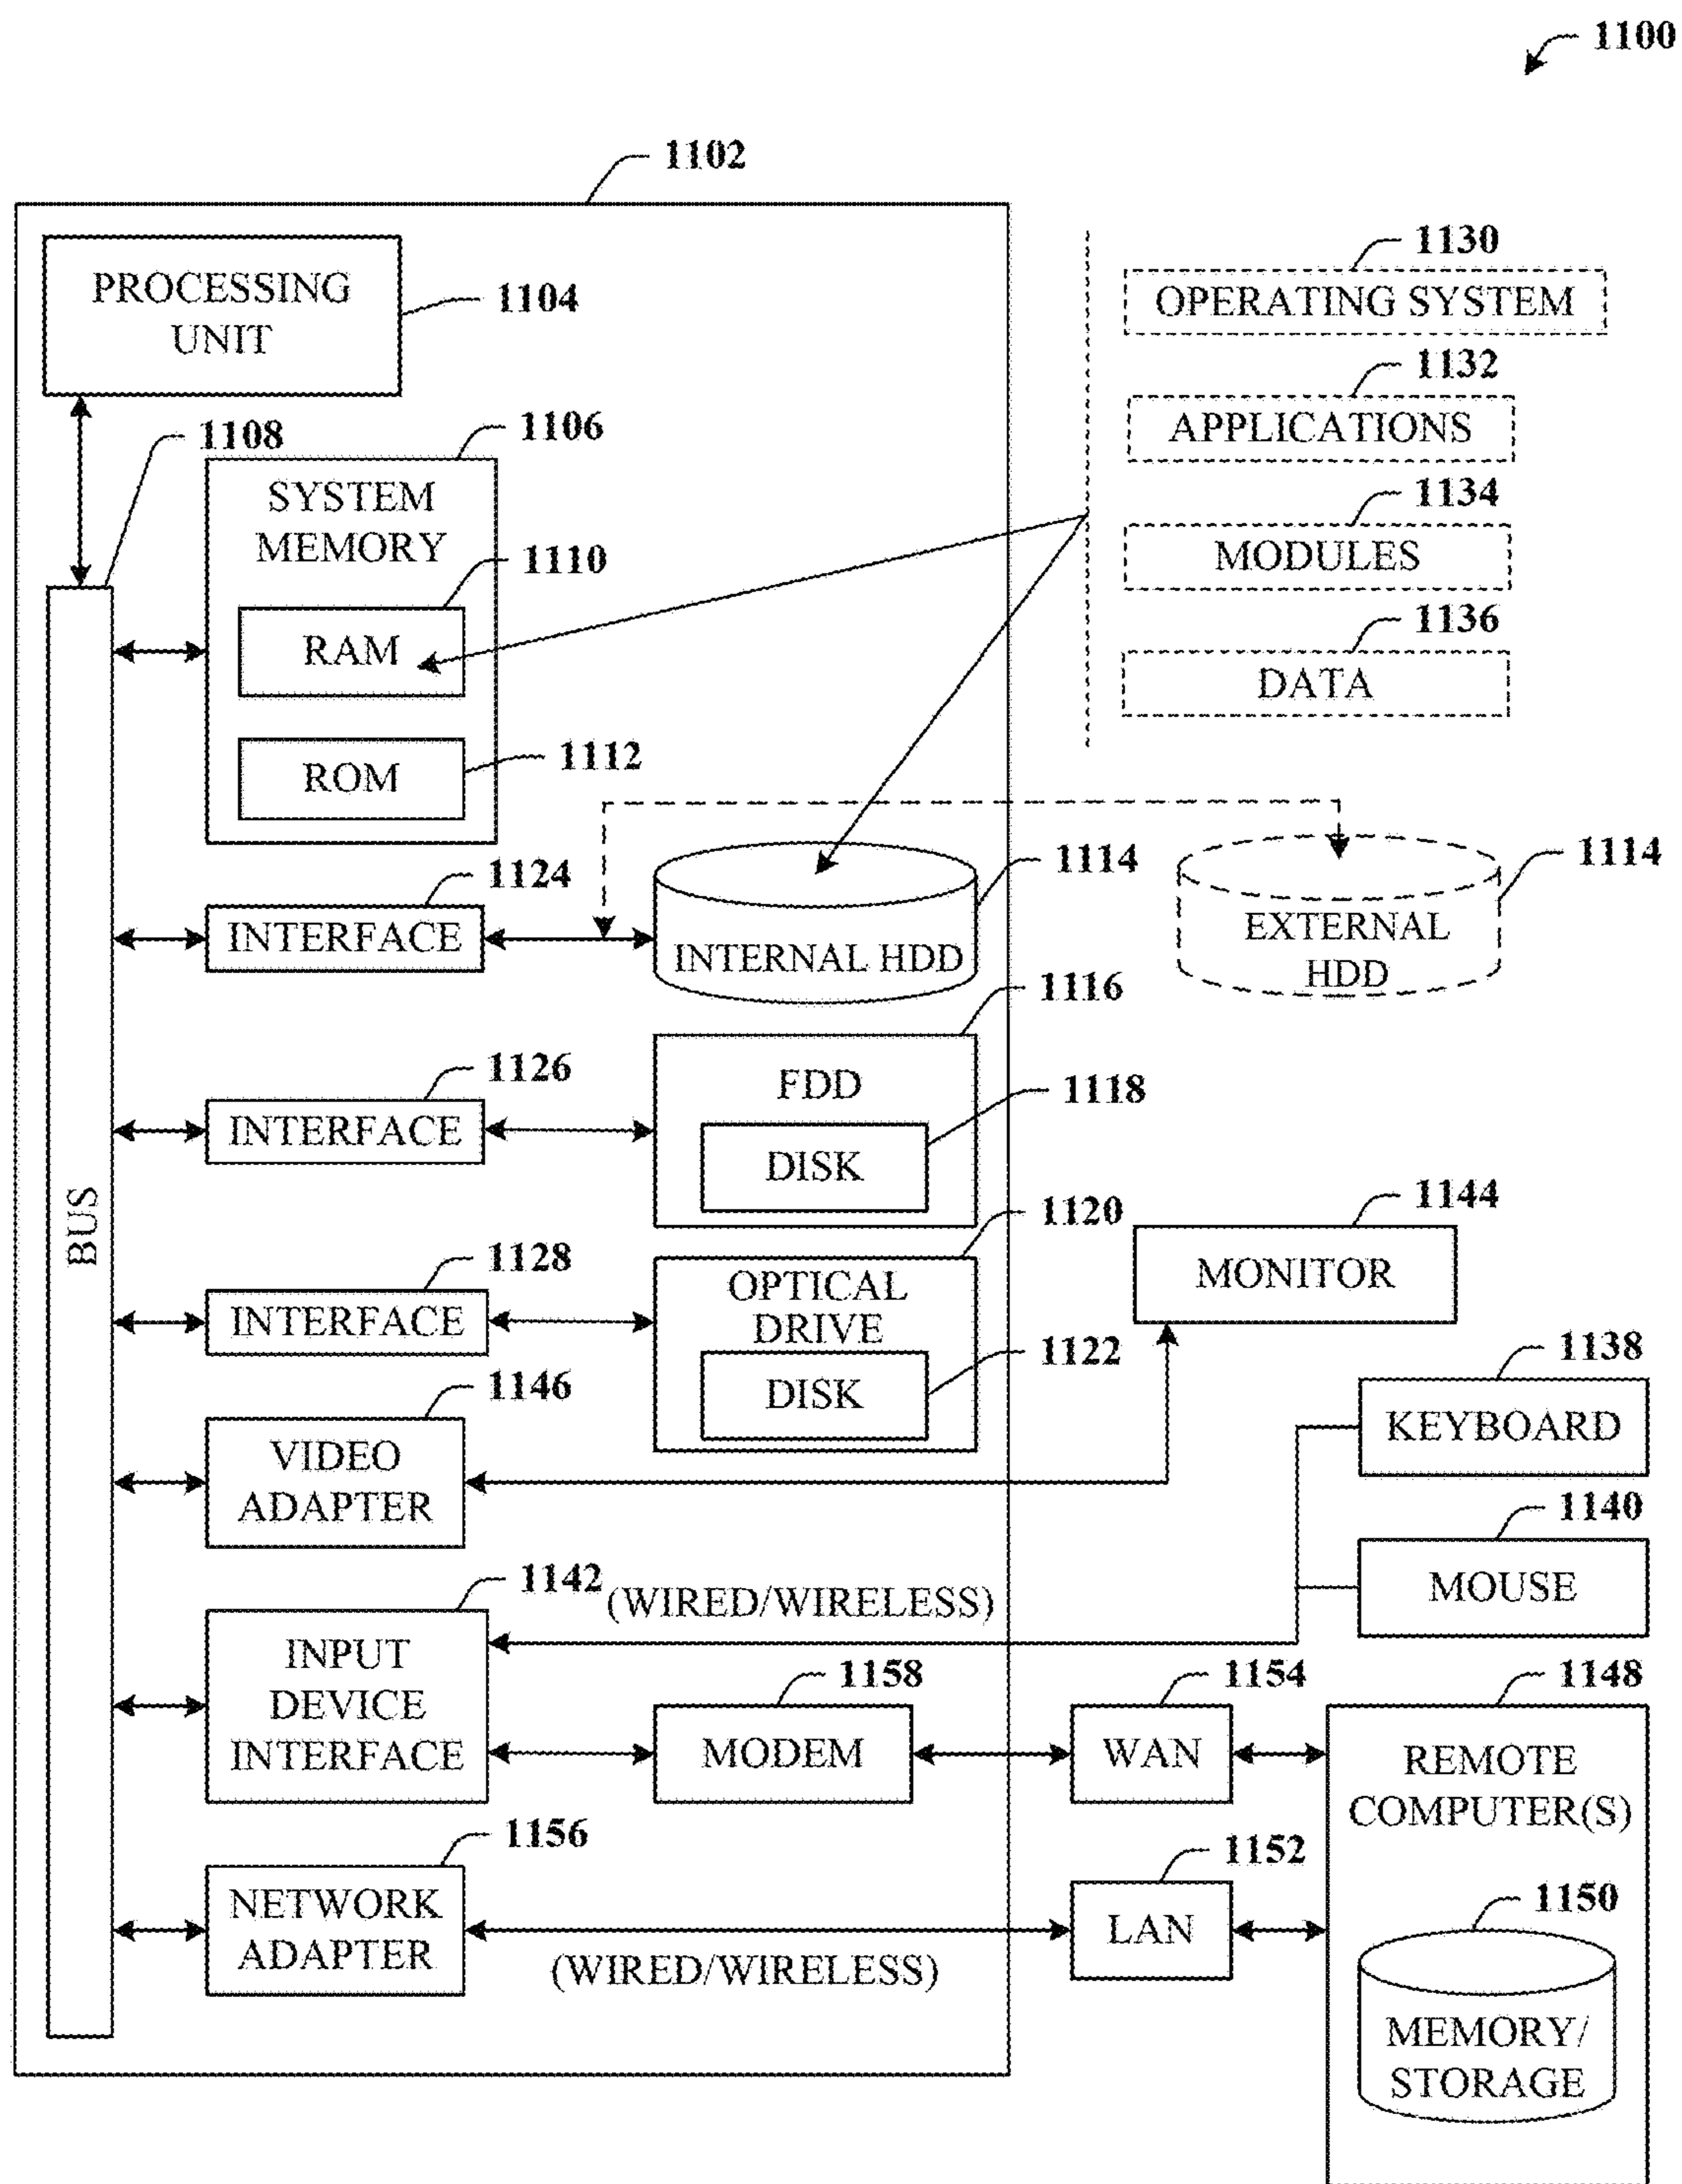 1100
1102
PROCESSING
UNIT
1104
1130
OPERATING SYSTEM
1132
APPLICATIONS
1134
MODULES
1136
DATA
1108
1106
SYSTEM
MEMORY
1110
RAM
1112
ROM
1124
INTERFACE
1114
INTERNAL HDD
1114
EXTERNAL
HDD
1126
INTERFACE
1116
FDD
1118
DISK
BUS
1128
INTERFACE
1120
OPTICAL
DRIVE
1122
DISK
1144
MONITOR
1146
VIDEO
ADAPTER
1138
KEYBOARD
1140
MOUSE
1142
(WIRED/WIRELESS)
INPUT
DEVICE
INTERFACE
1158
MODEM
1154
WAN
1148
REMOTE
COMPUTER(S)
1156
NETWORK
ADAPTER
(WIRED/WIRELESS)
1152
LAN
1150
MEMORY/
STORAGE